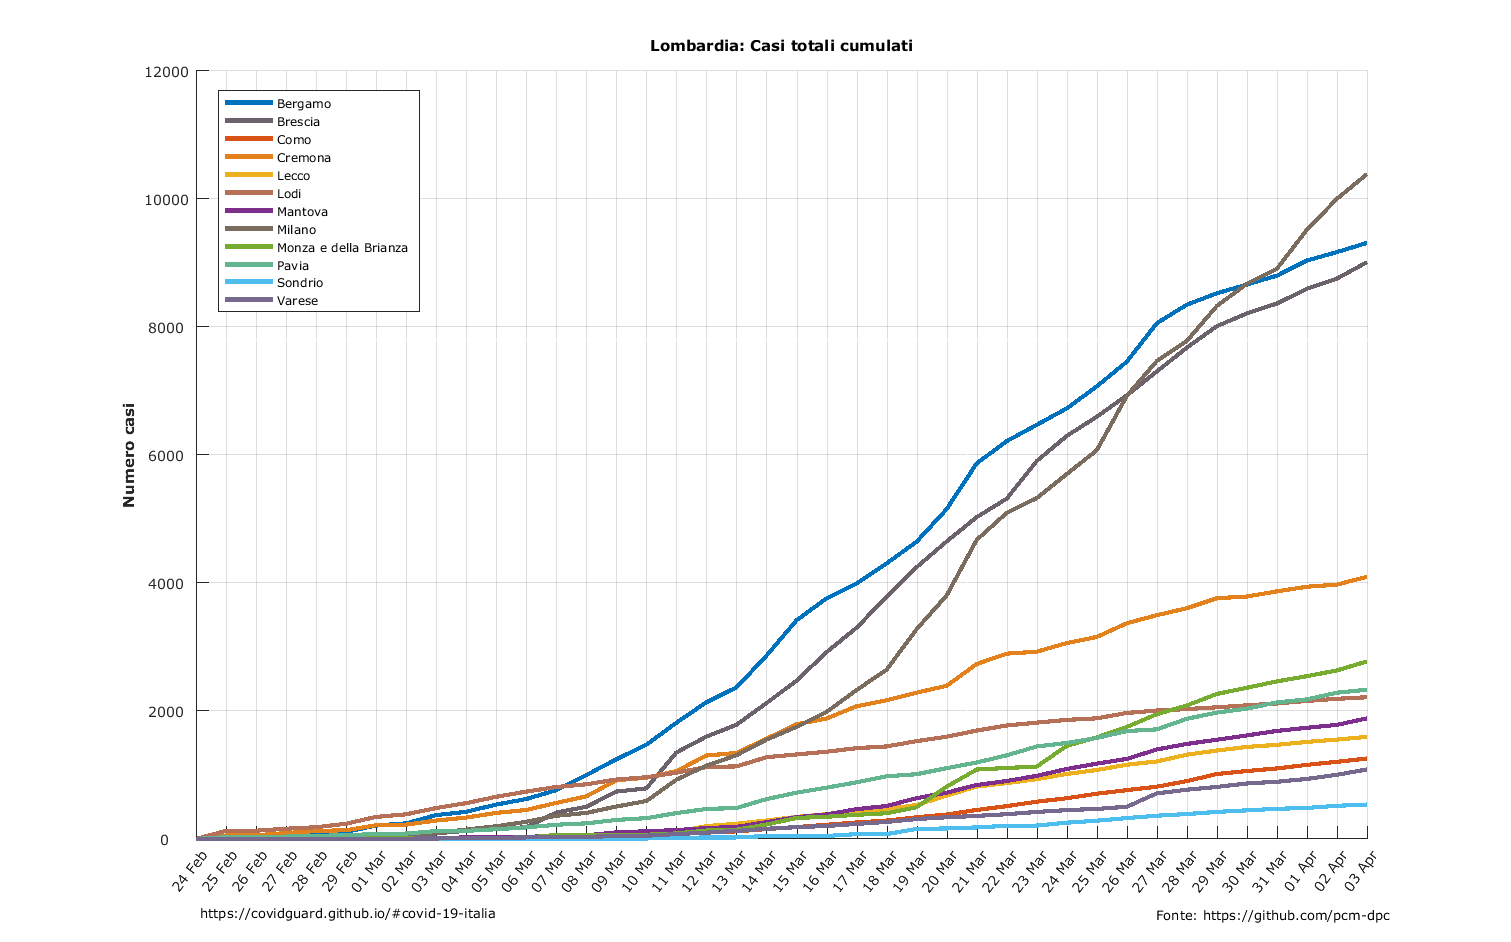 Lombardia: Casi totali cumulati
12000
10000
8000
6000
4000
2000
0
Numero casi
Bergamo
Brescia
Como
Cremona
Lecco
Lodi
Mantova
Milano
Monza e della Brianza
Pavia
Sondrio
Varese
24 Feb
25 Feb
26 Feb
27 Feb
28 Feb
29 Feb
01 Mar
02 Mar
03 Mar
04 Mar
05 Mar
06 Mar
07 Mar
08 Mar
09 Mar
10 Mar
11 Mar
12 Mar
13 Mar
14 Mar
15 Mar
16 Mar
17 Mar
18 Mar
19 Mar
20 Mar
21 Mar
22 Mar
23 Mar
24 Mar
25 Mar
26 Mar
27 Mar
28 Mar
29 Mar
30 Mar
31 Mar
01 Apr
02 Apr
03 Apr
https://covidguard.github.io/#covid-19-italia
Fonte: https://github.com/pcm-dpc